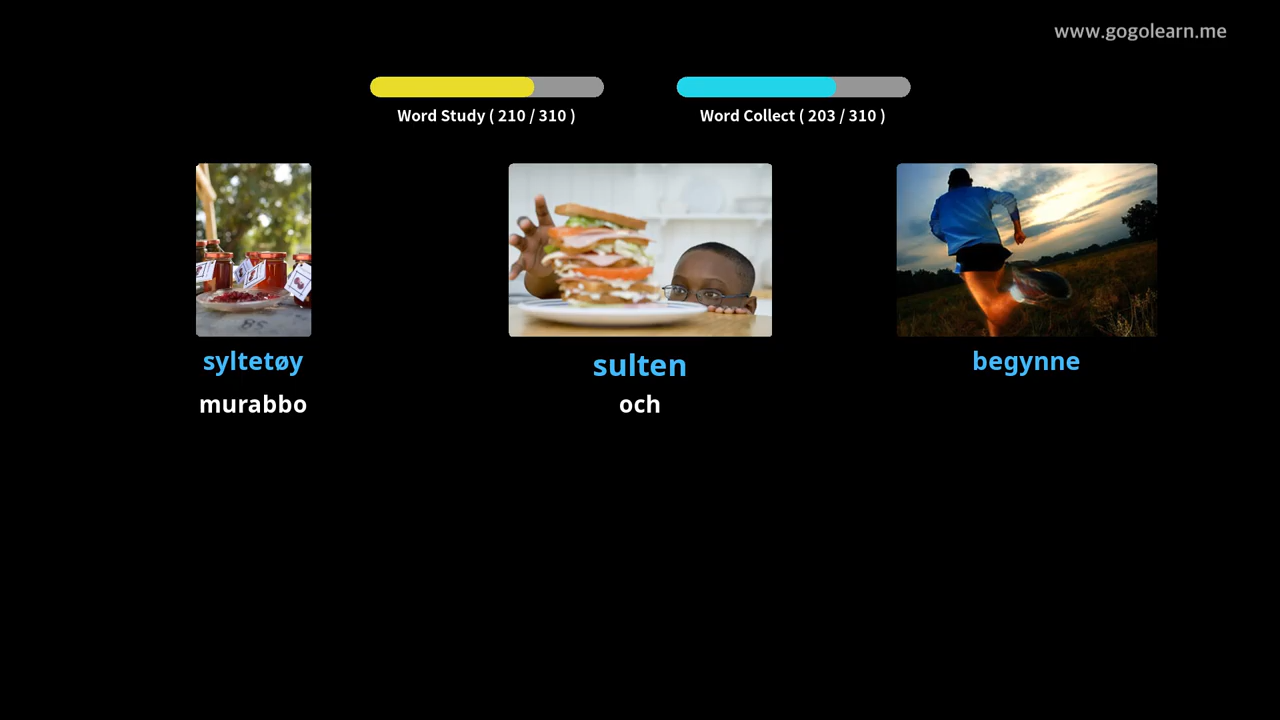 www.gogolearn.me
Word Study ( 210 / 310 )
Word Collect ( 203 / 310 )
syltetøy
sulten
begynne
murabbo
och